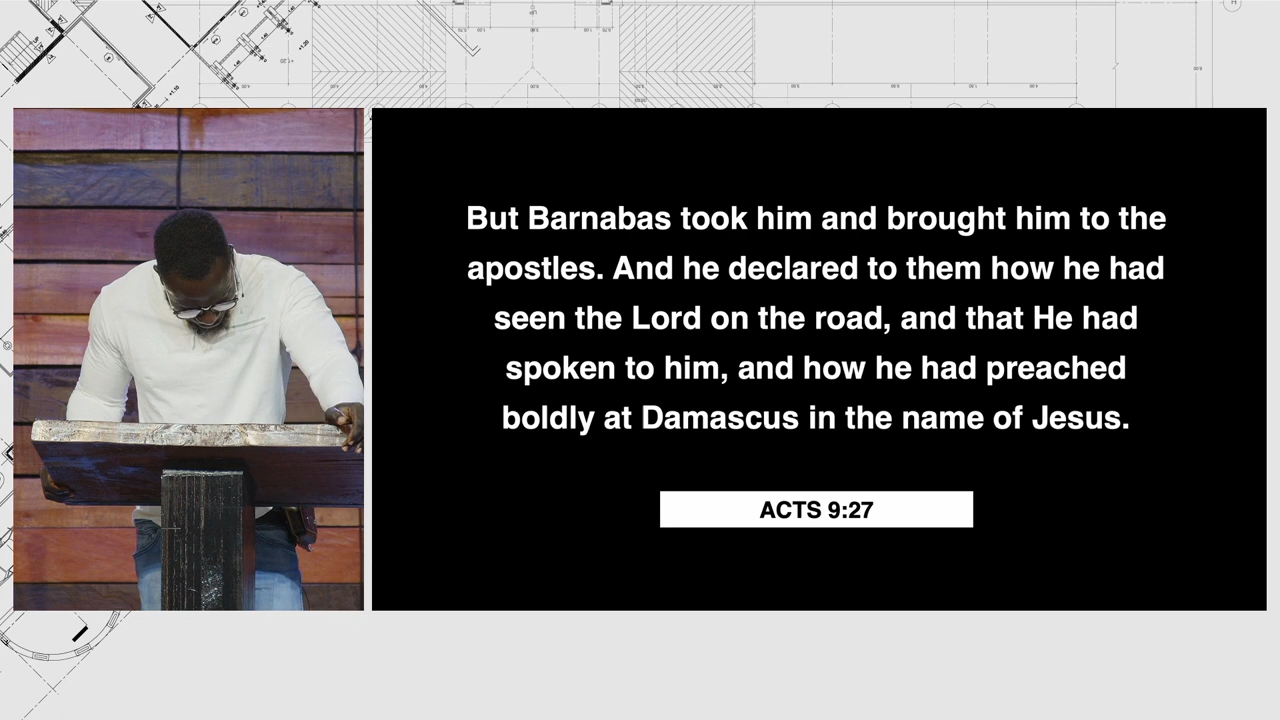 But Barnabas took him and brought him to the
apostles. And he declared to them how he had
seen the Lord on the road, and that He had
spoken to him, and how he had preached
boldly at Damascus in the name of Jesus.
ACTS 9:27